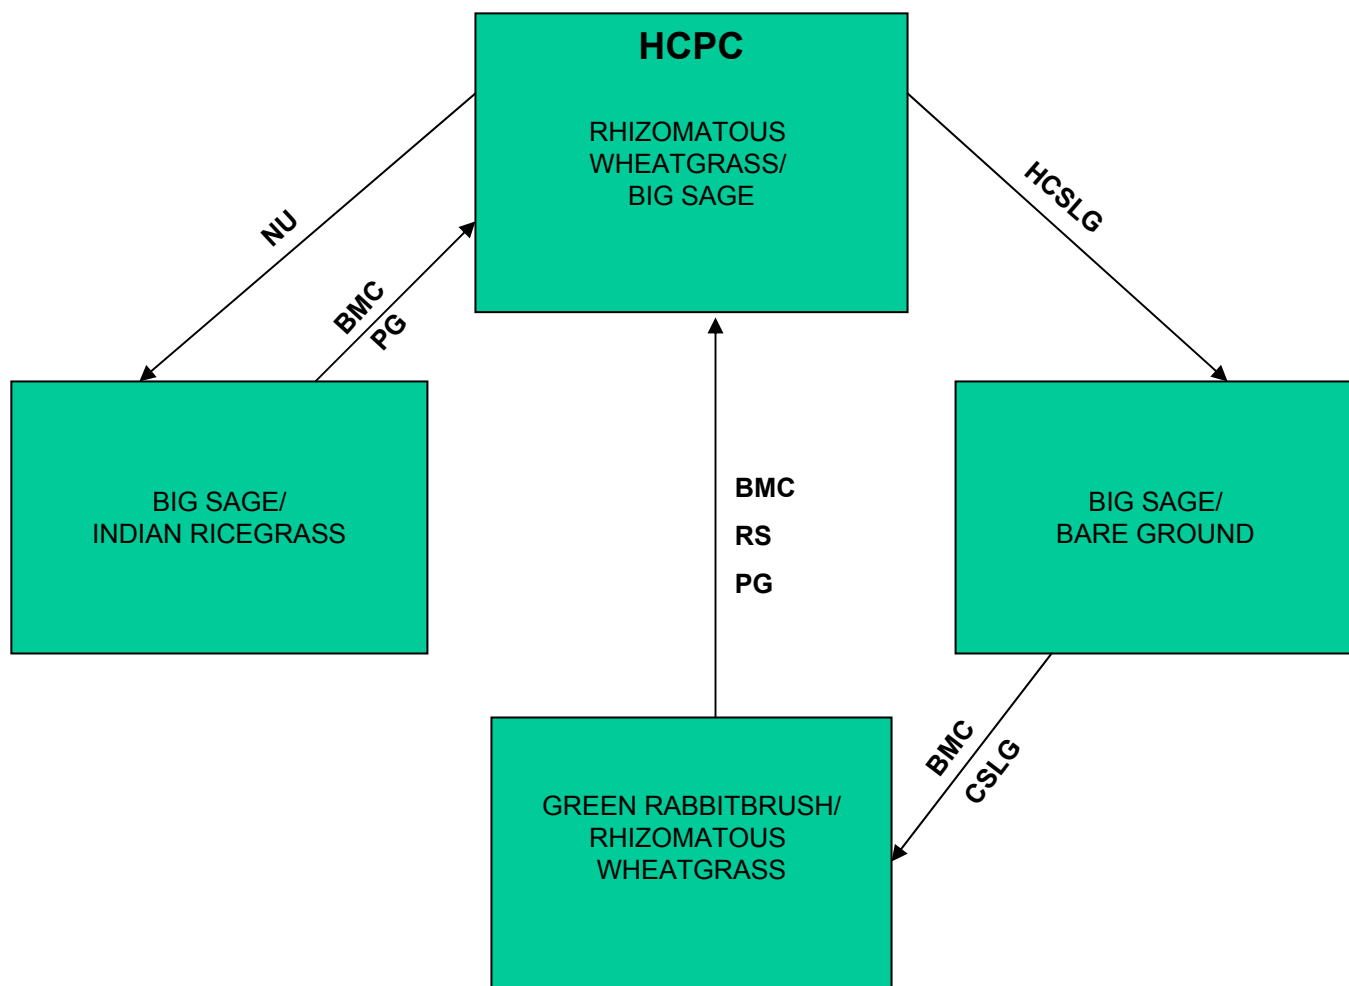 HCPC
RHIZOMATOUS
WHEATGRASS/
BIG SAGE
NU
BMC
PG
HCSLG
BIG SAGE/
INDIAN RICEGRASS
BMC
RS
PG
BIG SAGE/
BARE GROUND
BMC
CSLG
GREEN RABBITBRUSH/
RHIZOMATOUS
WHEATGRASS